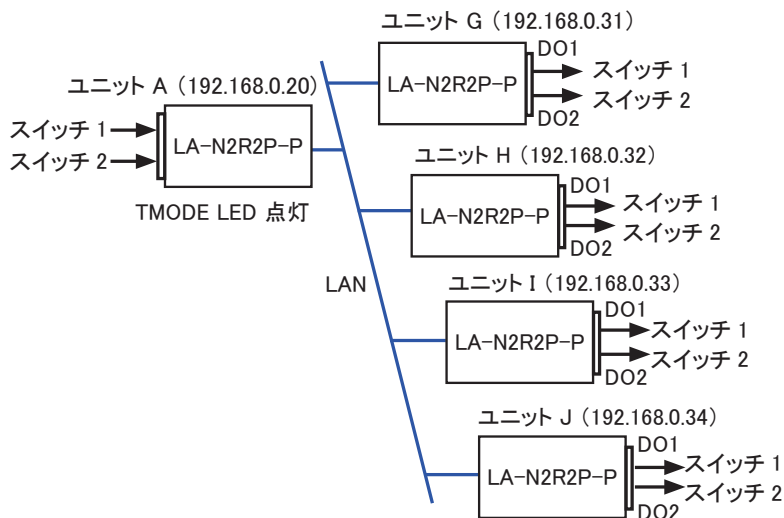 ユニット G (192.168.0.31)
DO1
LA-N2R2P-P
スイッチ 1
スイッチ 2
DO2
ユニット A (192.168.0.20)
スイッチ 1
スイッチ 2
LA-N2R2P-P
TMODE LED 点灯
ユニット H (192.168.0.32)
DO1
LA-N2R2P-P
スイッチ 1
スイッチ 2
DO2
LAN
ユニット I (192.168.0.33)
DO1
LA-N2R2P-P
スイッチ 1
スイッチ 2
DO2
ユニット J (192.168.0.34)
DO1
LA-N2R2P-P
スイッチ 1
スイッチ 2
DO2